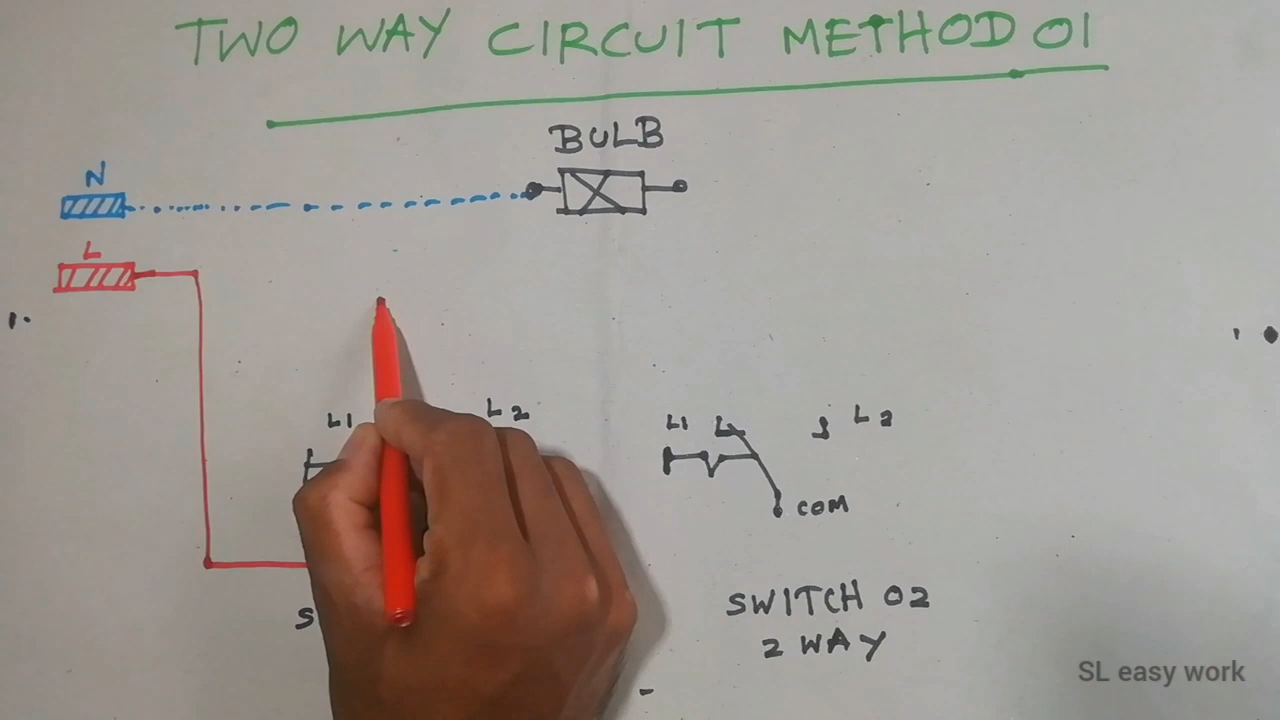 TWO WAY CIRCUIT METHOD 01
BULB
N
L
L1 L2
L1 L2
COM
S
SWITCH 02
2 WAY
SL easy work